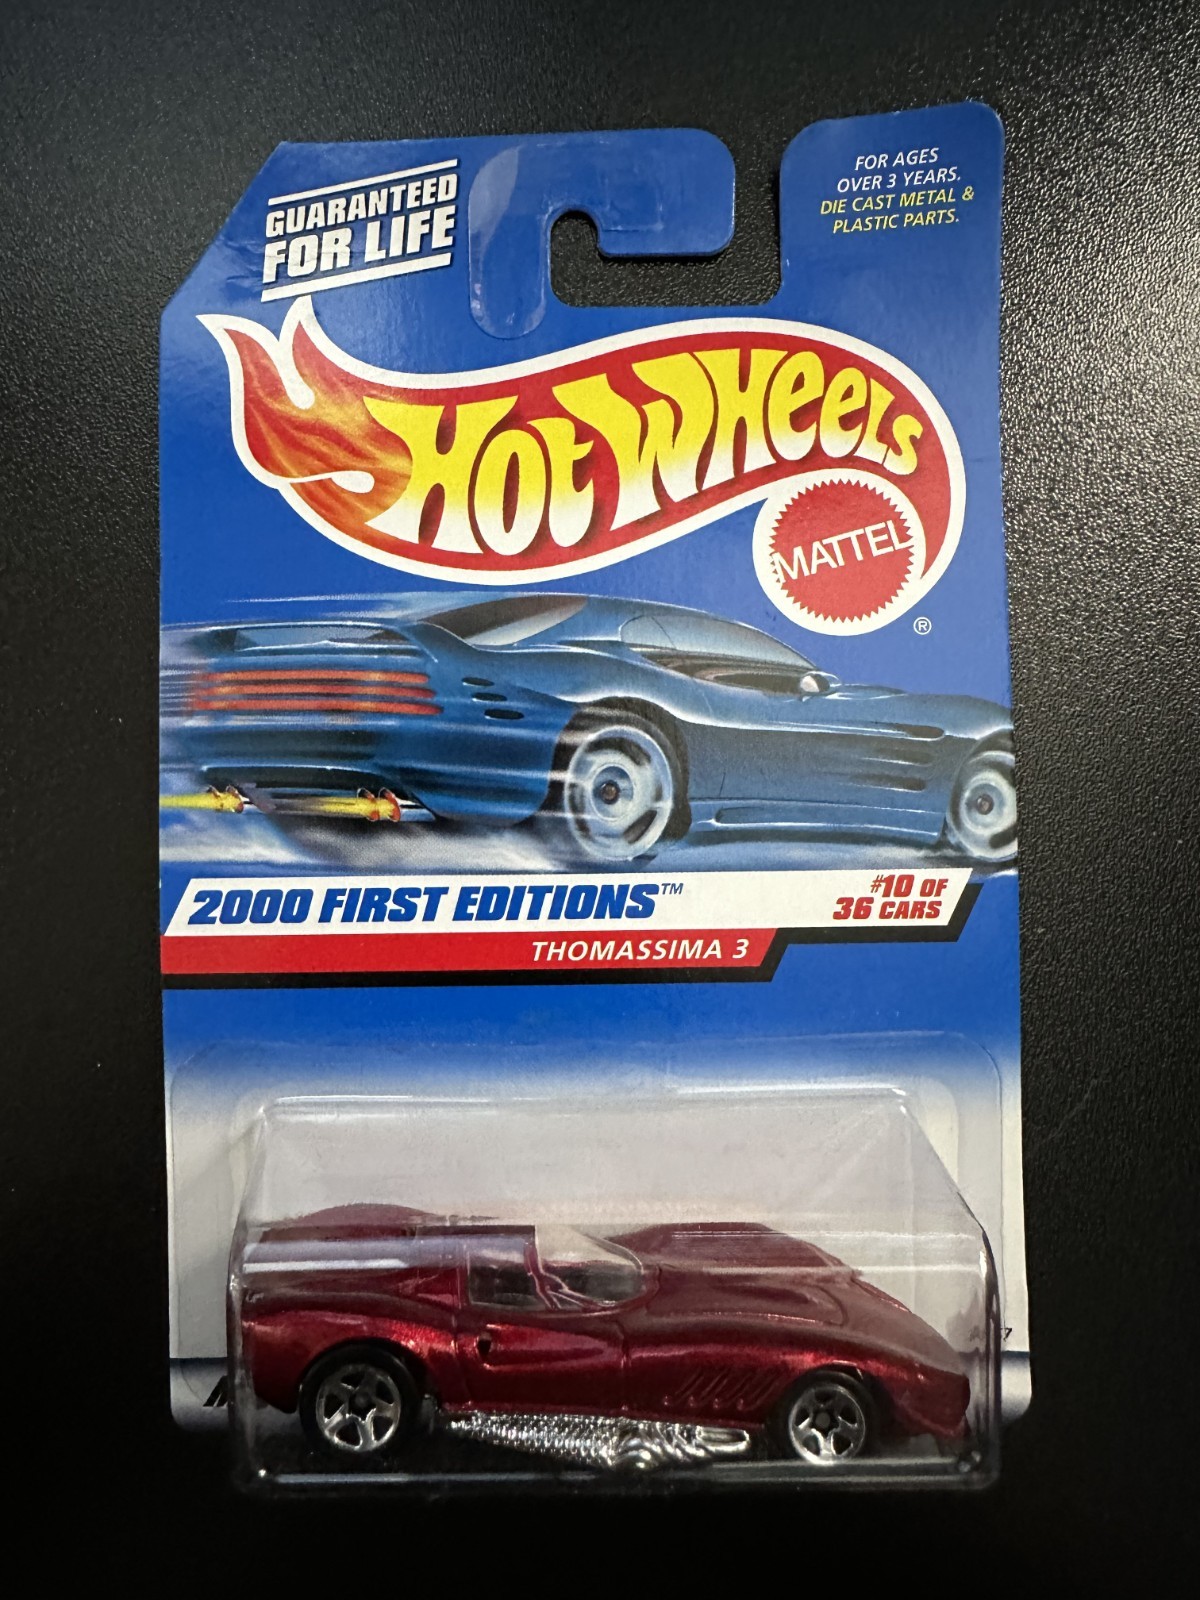 GUARANTEED
FOR LIFE
FOR AGES
OVER 3 YEARS.
DIE CAST METAL &
PLASTIC PARTS.
HOT WHEELS
MATTEL
®
2000 FIRST EDITIONS™
#10 OF
36 CARS
THOMASSIMA 3